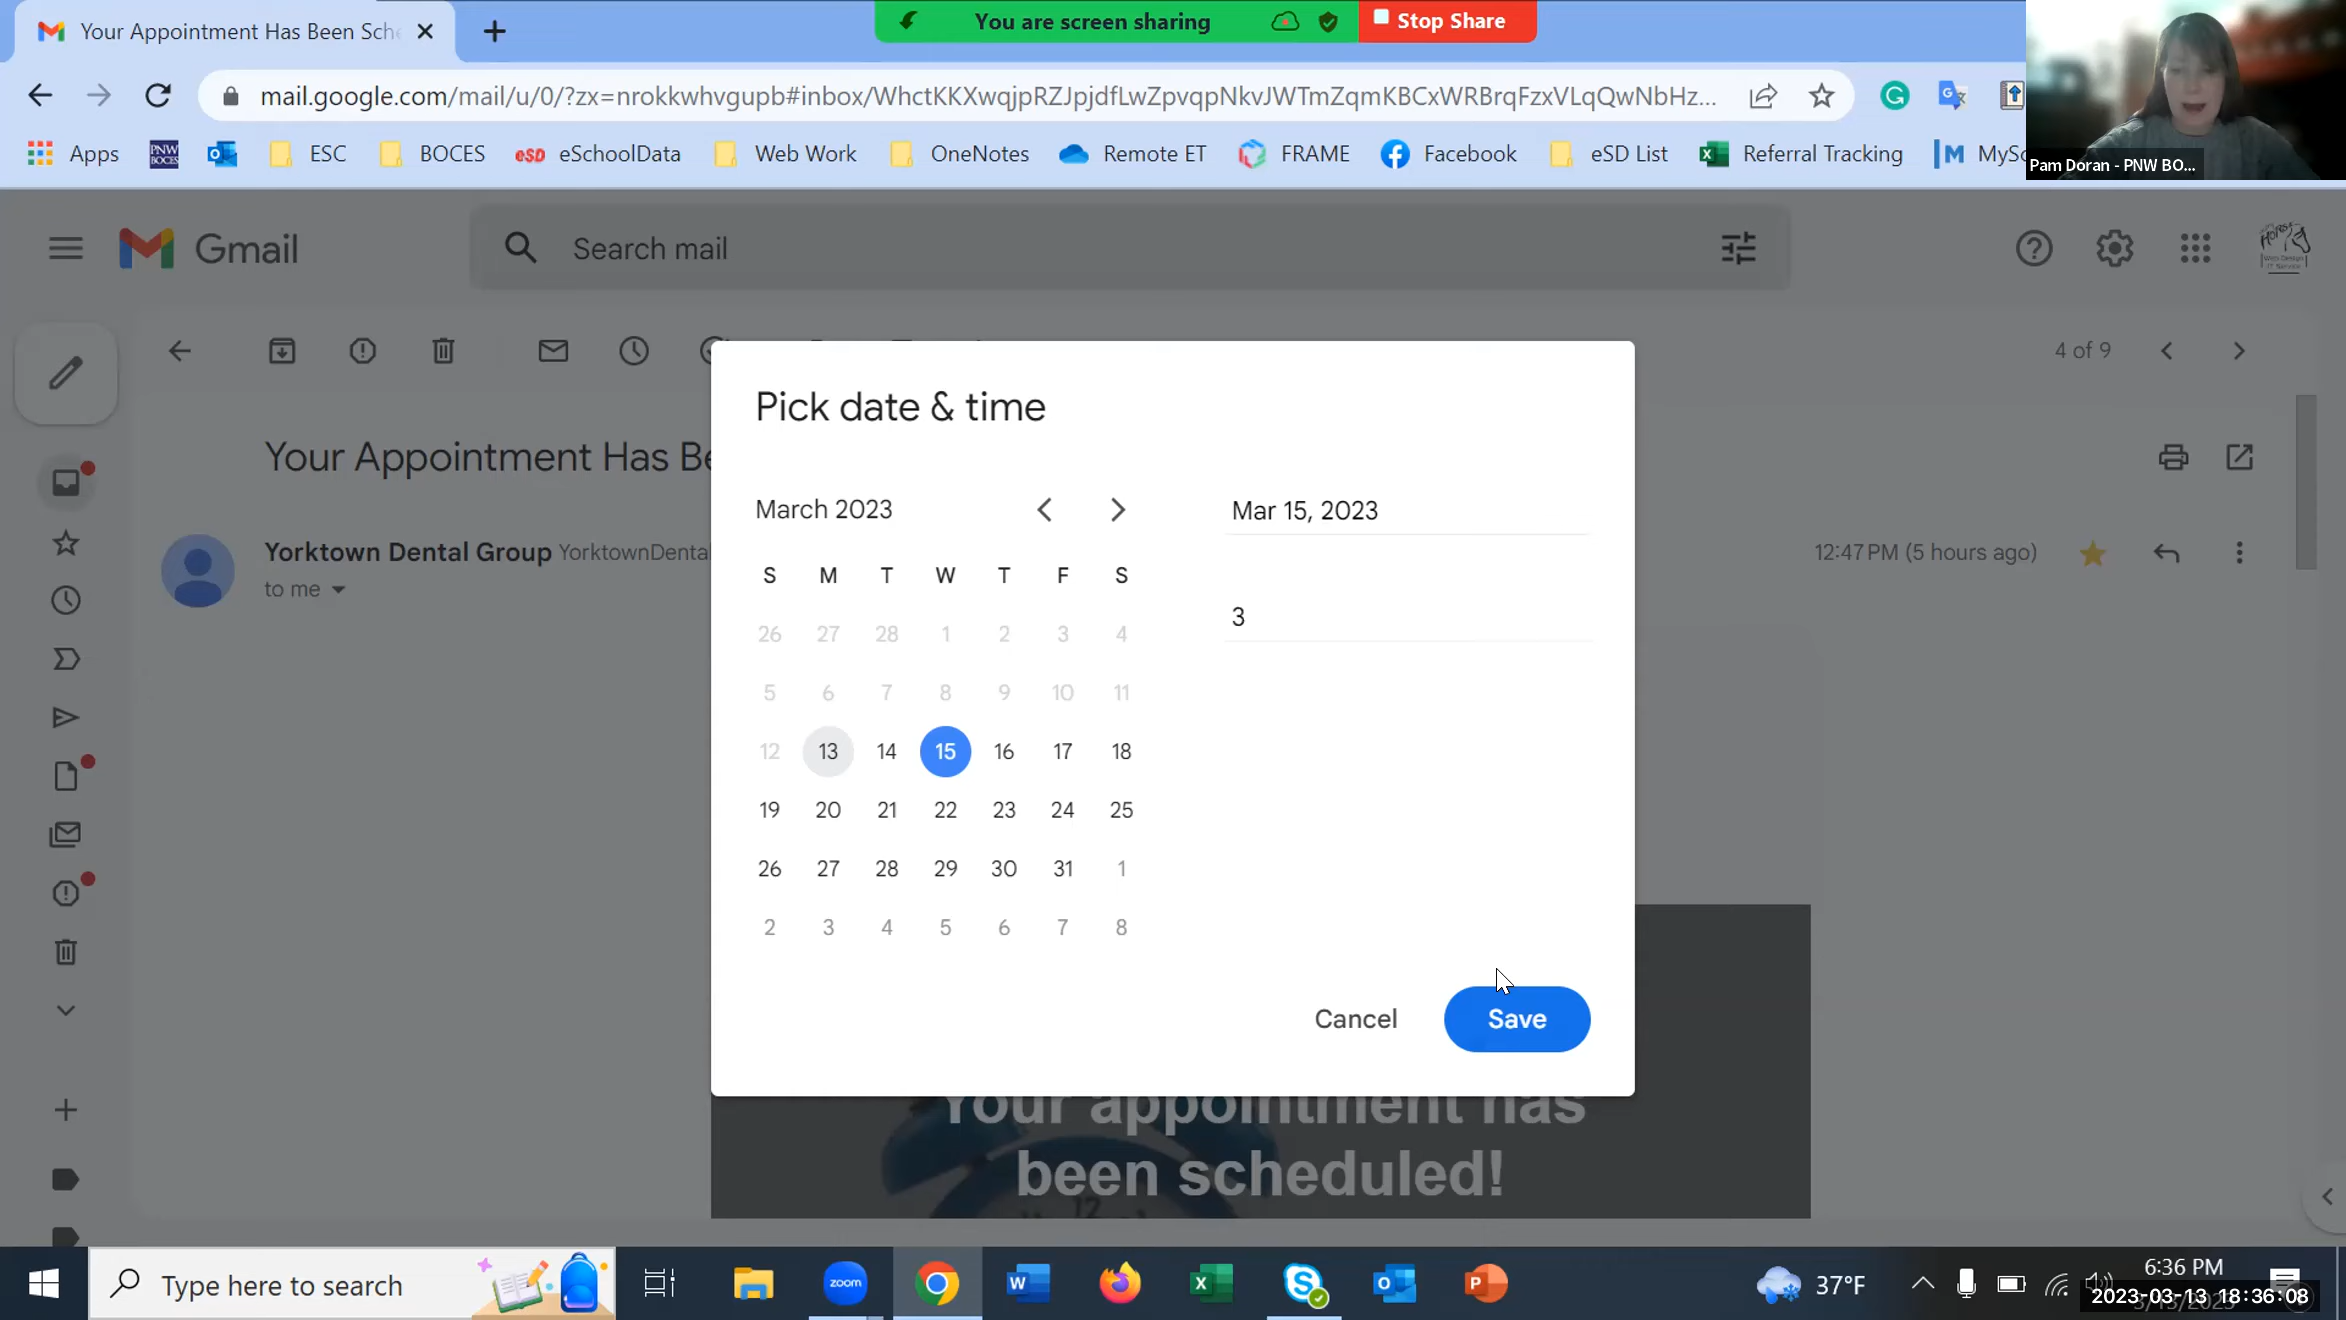 Your Appointment Has Been Sche
You are screen sharing
Stop Share
mail.google.com/mail/u/0/?zx=nrokkwhvgupb#inbox/WhctKKXwqjpRZJpjdfLwZpvqpNkvJWTmZqmKBCxWRBrqFzxVLqQwNbHz...
Apps
PNW BOCES
ESC
BOCES
eSD eSchoolData
Web Work
OneNotes
Remote ET
FRAME
Facebook
eSD List
Referral Tracking
MySc
Pam Doran - PNW BO...
Gmail
Search mail
4 of 9
Your Appointment Has Be
Yorktown Dental Group YorktownDenta
to me
12:47 PM (5 hours ago)
Pick date & time
March 2023
Mar 15, 2023
S M T W T F S
3
26 27 28 1 2 3 4
5 6 7 8 9 10 11
12 13 14 15 16 17 18
19 20 21 22 23 24 25
26 27 28 29 30 31 1
2 3 4 5 6 7 8
Cancel
Save
Your appointment has
been scheduled!
Type here to search
zoom
37°F
6:36 PM
2023-03-13 18:36:08